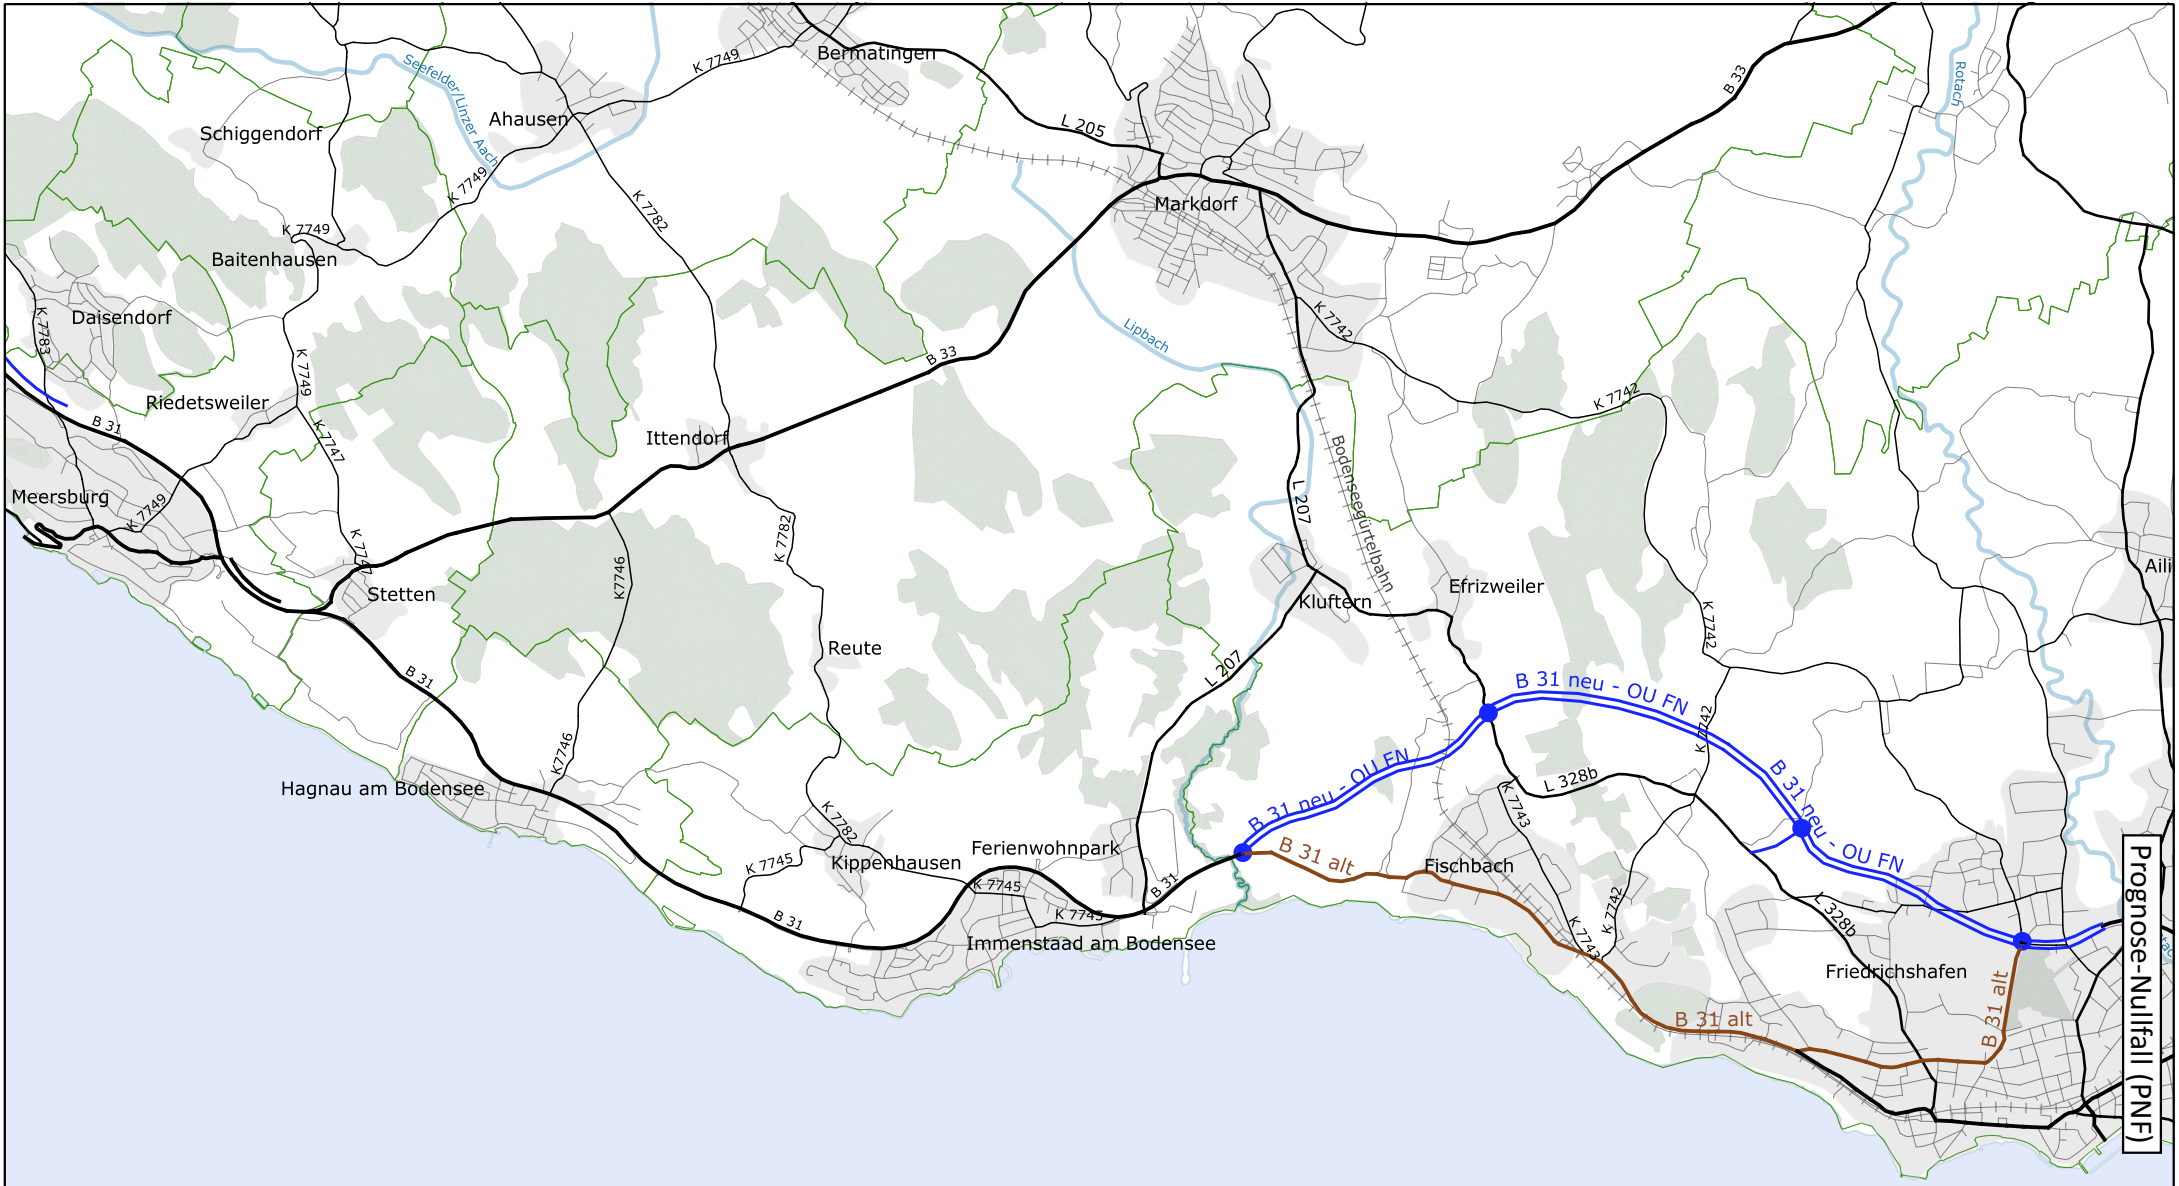 Bermatingen
K 7749
Seefelder/Linzer Aach
Ahausen
Schiggendorf
L 205
B 33
Rotach
K 7749
K 7782
Markdorf
K 7749
Baitenhausen
Daisendorf
K 7783
Lipbach
K 7742
B 33
K 7749
Riedetsweiler
K 7742
B 31
K 7747
Ittendorf
Bodenseegürtelbahn
Meersburg
K 7749
L 207
K 7782
K 7747
K7746
Stetten
Kluftern
Efrizweiler
Aili
K 7742
Reute
L 207
B 31
B 31 neu - OU FN
K 7742
K7746
B 31 neu - OU FN
L 328b
B 31 neu - OU FN
Hagnau am Bodensee
K 7743
K 7782
Ferienwohnpark
B 31 alt
Fischbach
Kippenhausen
K 7745
K 7745
B 31
K 7745
K 7742
L 328b
B 31
K 7743
Immenstaad am Bodensee
Friedrichshafen
B 31 alt
B 31 alt
Prognose-Nullfall (PNF)